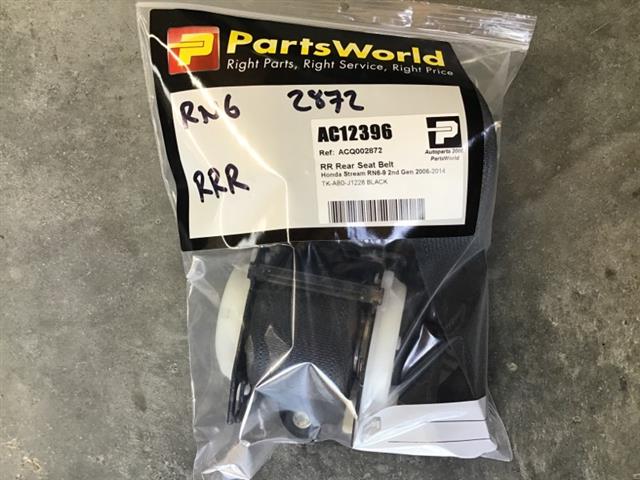 PartsWorld
Right Parts, Right Service, Right Price
RN6 2872
RRR
AC12396
Ref: ACQ002872
Autoparts 2000
PartsWorld
RR Rear Seat Belt
Honda Stream RN6-9 2nd Gen 2006-2014
TK-A80-J1228 BLACK